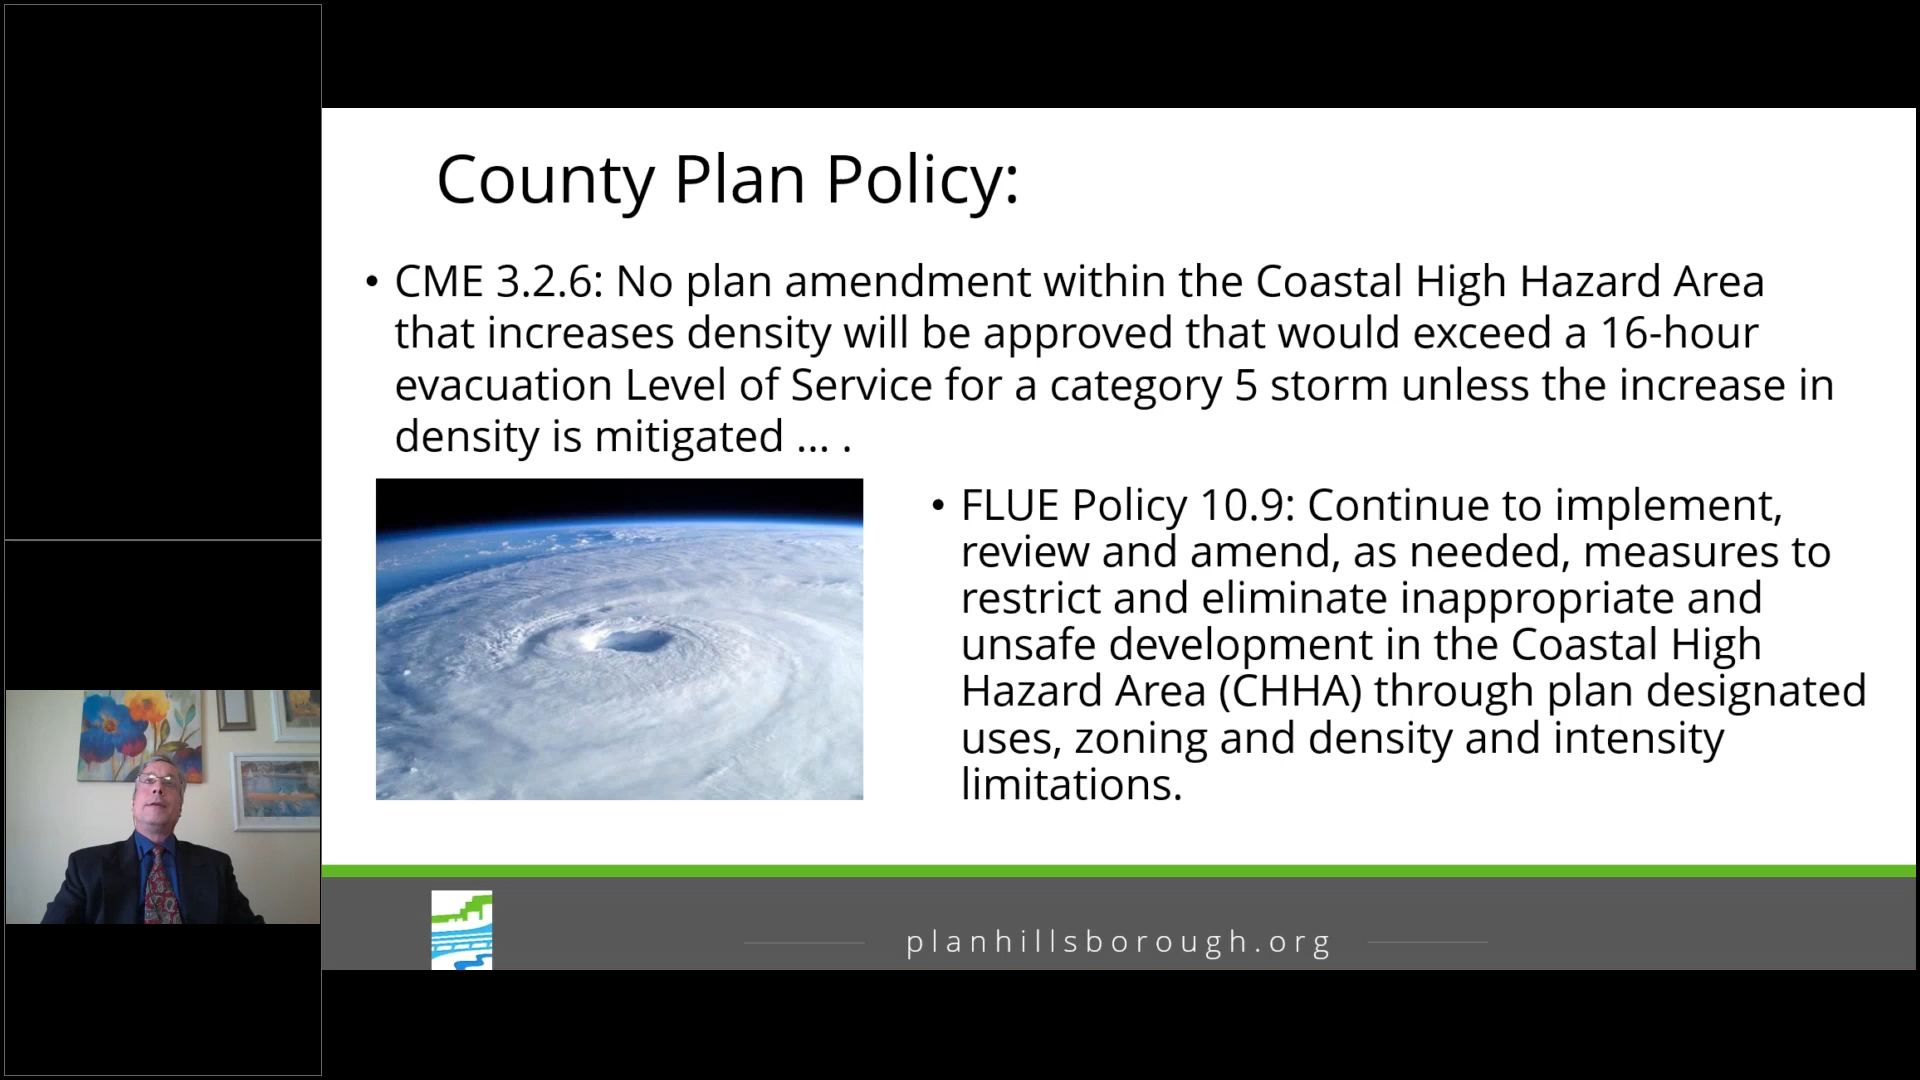 County Plan Policy:
• CME 3.2.6: No plan amendment within the Coastal High Hazard Area
that increases density will be approved that would exceed a 16-hour
evacuation Level of Service for a category 5 storm unless the increase in
density is mitigated ... .
• FLUE Policy 10.9: Continue to implement,
review and amend, as needed, measures to
restrict and eliminate inappropriate and
unsafe development in the Coastal High
Hazard Area (CHHA) through plan designated
uses, zoning and density and intensity
limitations.
planhillsborough.org